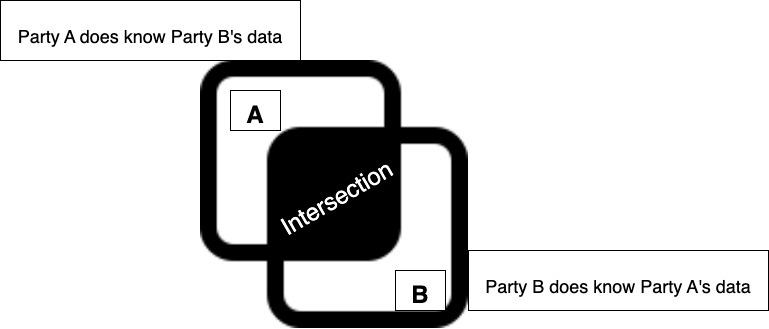 Party A does know Party B's data
A
Intersection
B
Party B does know Party A's data